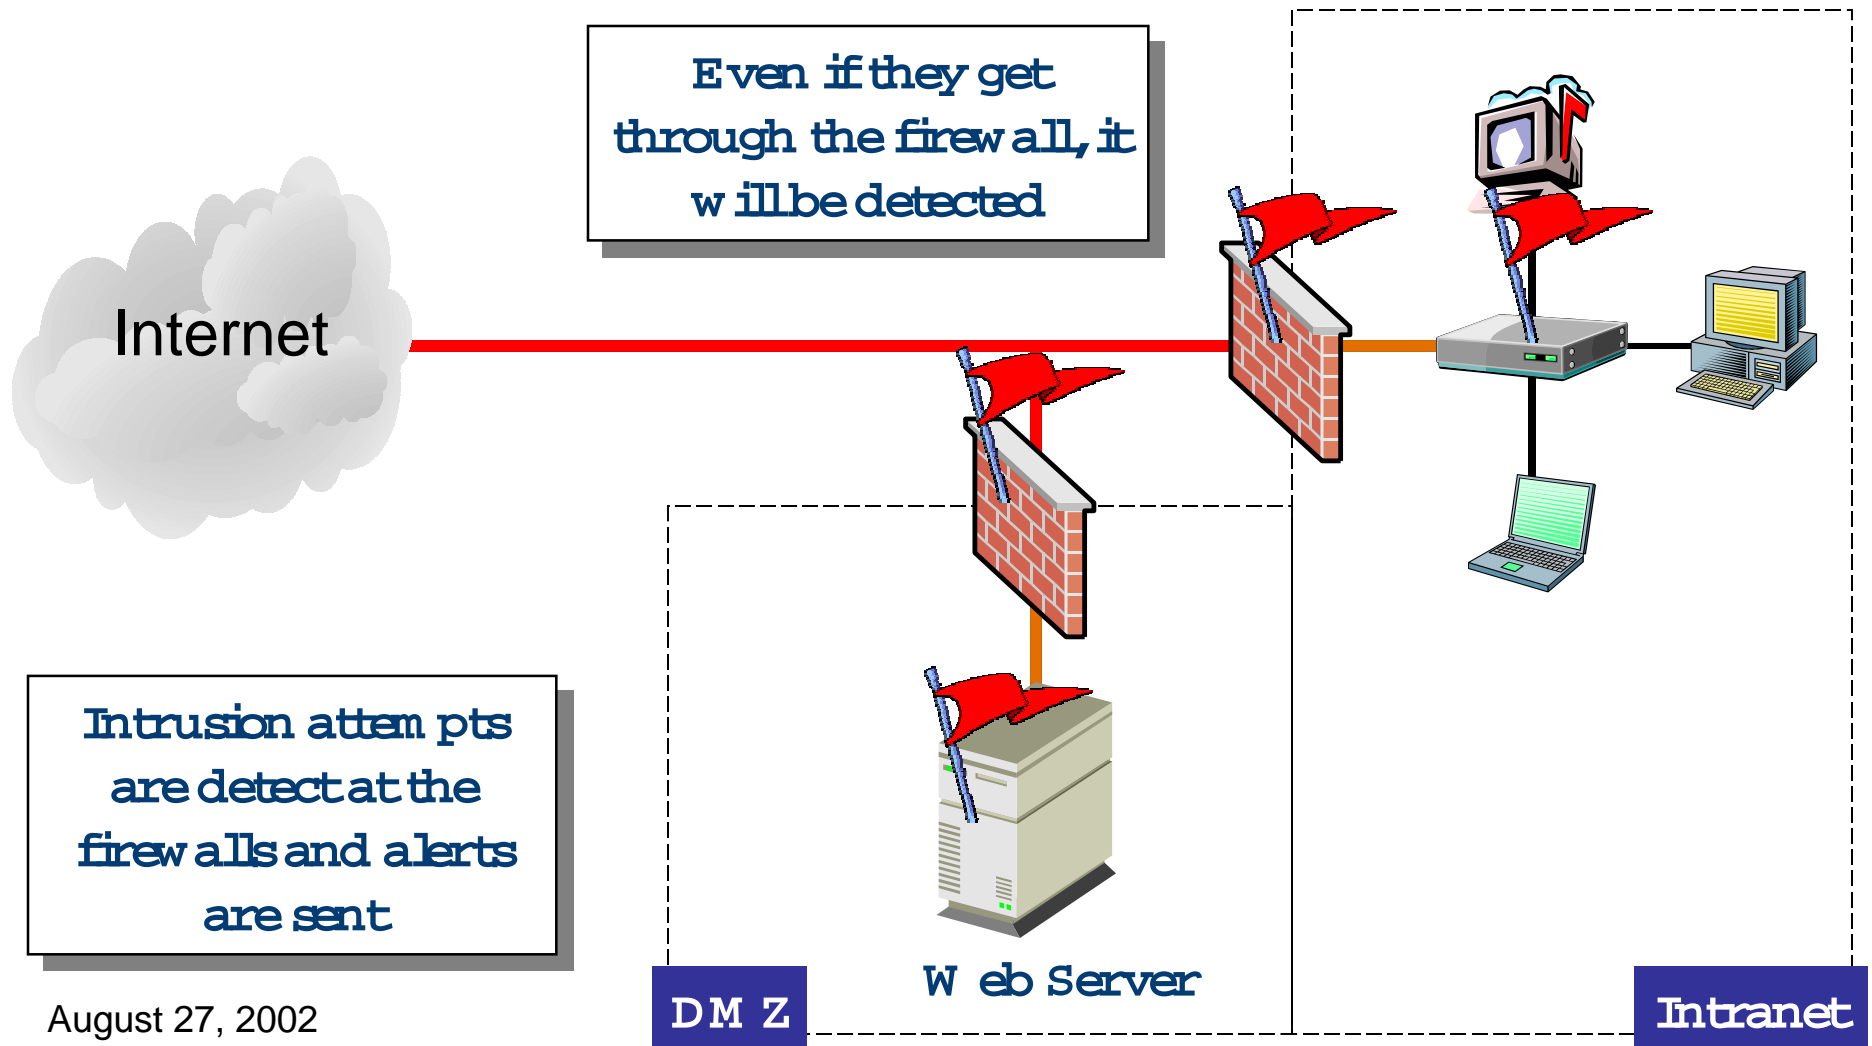 Even if they get
through the firewall, it
will be detected
Internet
Intrusion attempts
are detect at the
firewalls and alerts
are sent
Web Server
DMZ
Intranet
August 27, 2002